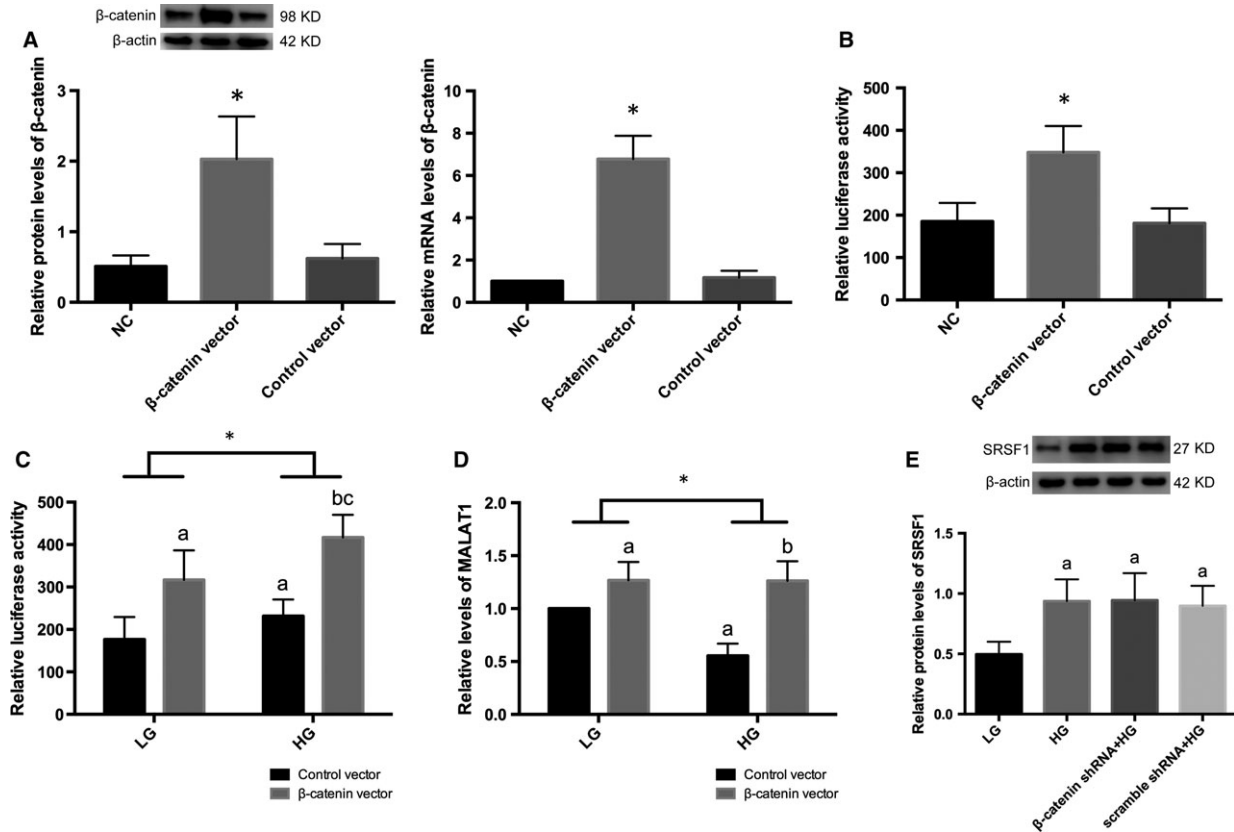 A
β-catenin 98 KD
β-actin 42 KD
Relative protein levels of β-catenin
3
2
1
0
*
NC
β-catenin vector
Control vector
Relative mRNA levels of β-catenin
10
8
6
4
2
0
*
NC
β-catenin vector
Control vector
B
Relative luciferase activity
500
400
300
200
100
0
*
NC
β-catenin vector
Control vector
C
Relative luciferase activity
500
400
300
200
100
0
*
a
a
bc
LG
HG
Control vector
β-catenin vector
D
Relative levels of MALAT1
2.0
1.5
1.0
0.5
0.0
*
a
a
b
LG
HG
Control vector
β-catenin vector
E
SRSF1 27 KD
β-actin 42 KD
Relative protein levels of SRSF1
1.5
1.0
0.5
0.0
a
a
a
LG
HG
β-catenin shRNA+HG
scramble shRNA+HG